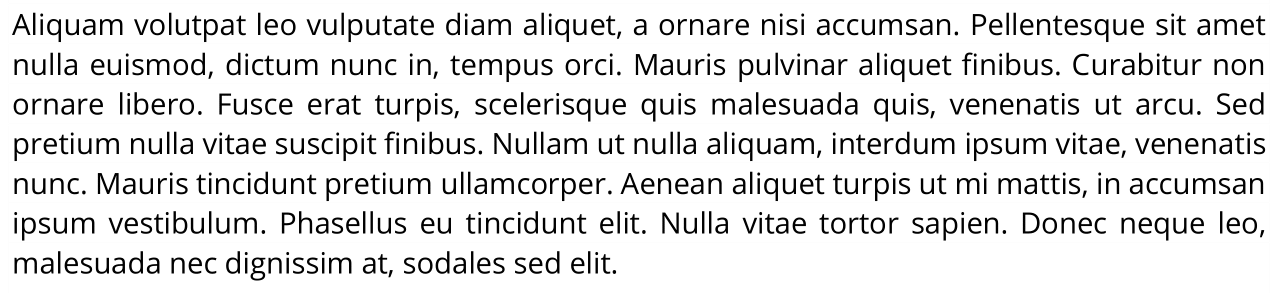 Aliquam volutpat leo vulputate diam aliquet, a ornare nisi accumsan. Pellentesque sit amet
nulla euismod, dictum nunc in, tempus orci. Mauris pulvinar aliquet finibus. Curabitur non
ornare libero. Fusce erat turpis, scelerisque quis malesuada quis, venenatis ut arcu. Sed
pretium nulla vitae suscipit finibus. Nullam ut nulla aliquam, interdum ipsum vitae, venenatis
nunc. Mauris tincidunt pretium ullamcorper. Aenean aliquet turpis ut mi mattis, in accumsan
ipsum vestibulum. Phasellus eu tincidunt elit. Nulla vitae tortor sapien. Donec neque leo,
malesuada nec dignissim at, sodales sed elit.